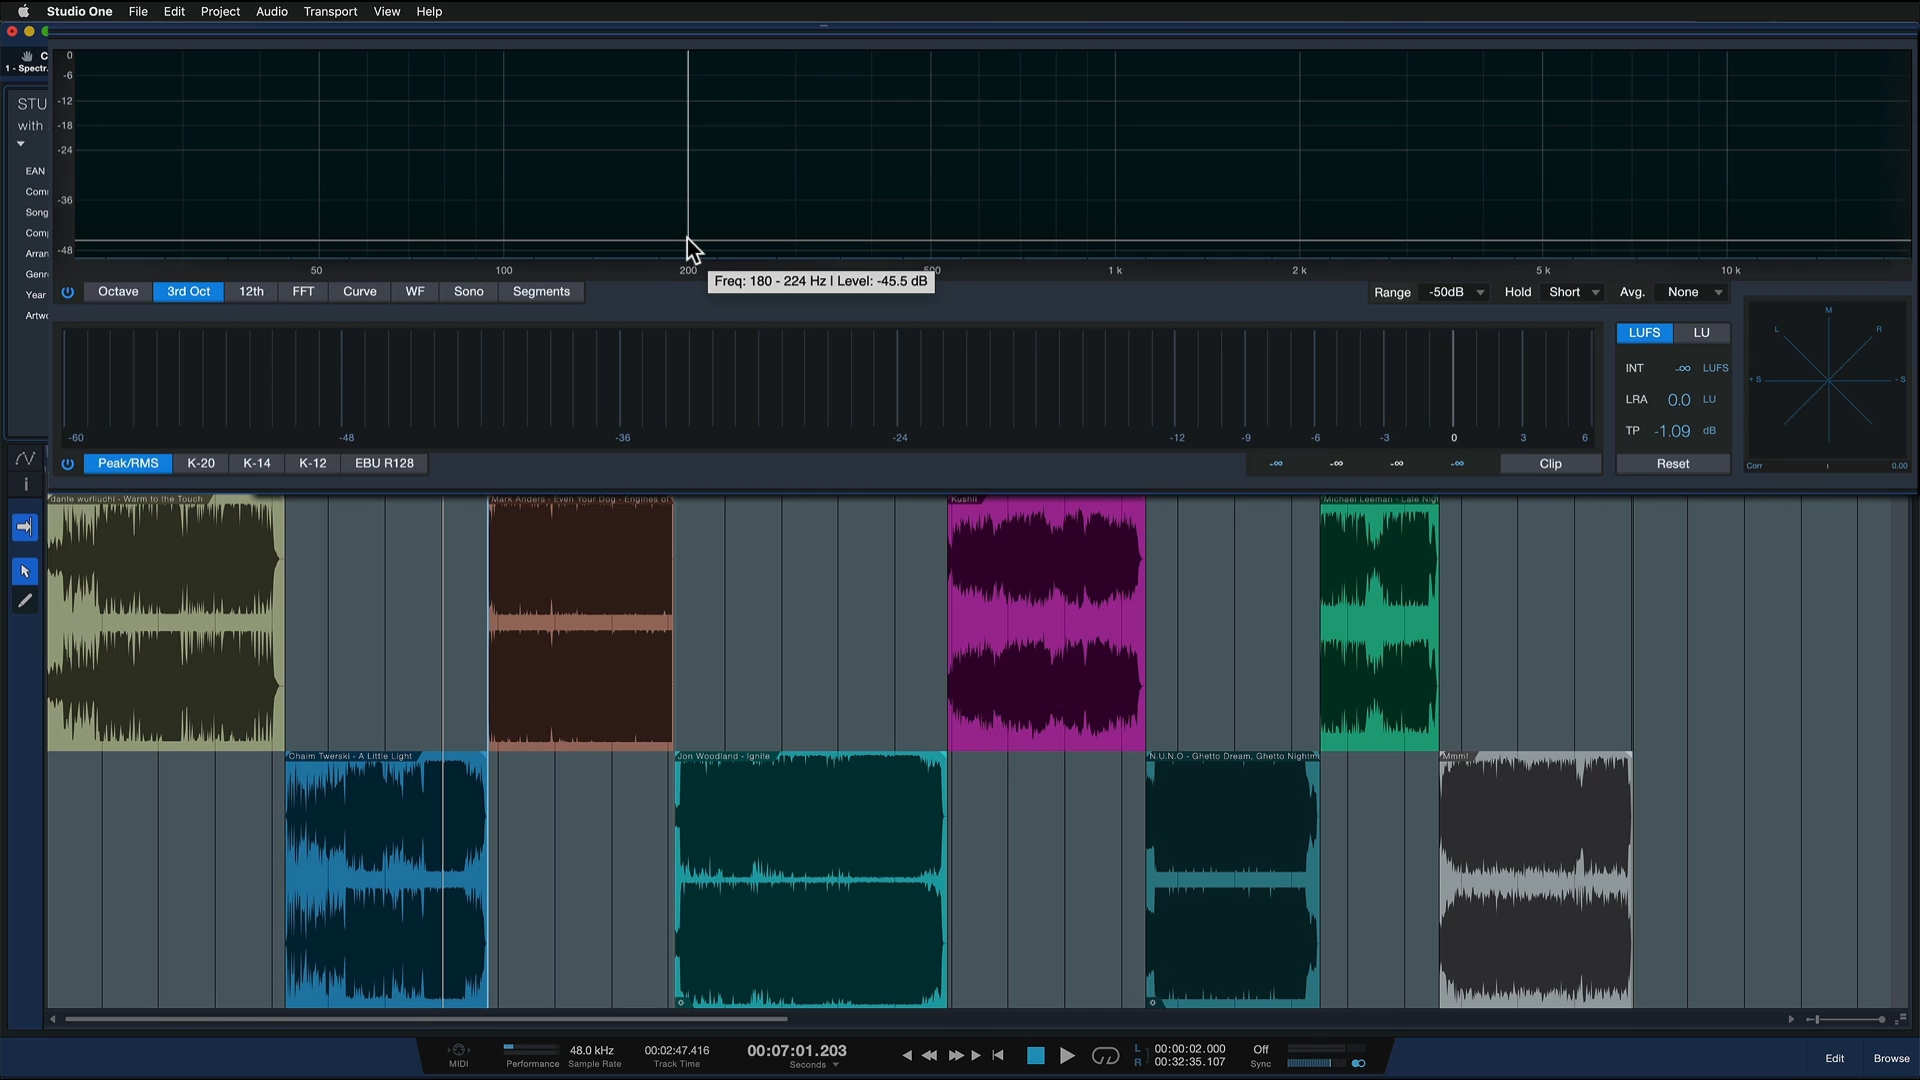 Studio One File Edit Project Audio Transport View Help
C
1 - Spectr.
STU
with
EAN
Com
Song
Com
Arran
Genr
Year
Artwo
0
-6
-12
-18
-24
-36
-48
50 100 200 500 1 k 2 k 5 k 10 k
Freq: 180 - 224 Hz | Level: -45.5 dB
Octave 3rd Oct 12th FFT Curve WF Sono Segments
Range -50dB Hold Short Avg. None
-60 -48 -36 -24 -12 -9 -6 -3 0 3 6
Peak/RMS K-20 K-14 K-12 EBU R128
-∞ -∞ -∞ -∞ Clip
LUFS LU
INT -∞ LUFS
LRA 0.0 LU
TP -1.09 dB
Reset
M
L R
+ S - S
Corr 0.00
dante wurliuchi - Warm to the Touch
Mark Anders - Even Your Dog - Engines of
Kushil
Michael Leeman - Late Nigh
Chaim Twerski - A Little Light
Jon Woodland - Ignite
N.U.N.O - Ghetto Dream, Ghetto Nightm
Mmm!
MIDI
Performance
48.0 kHz
Sample Rate
00:02:47.416
Track Time
00:07:01.203
Seconds
L 00:00:02.000
R 00:32:35.107
Off
Sync
Edit
Browse